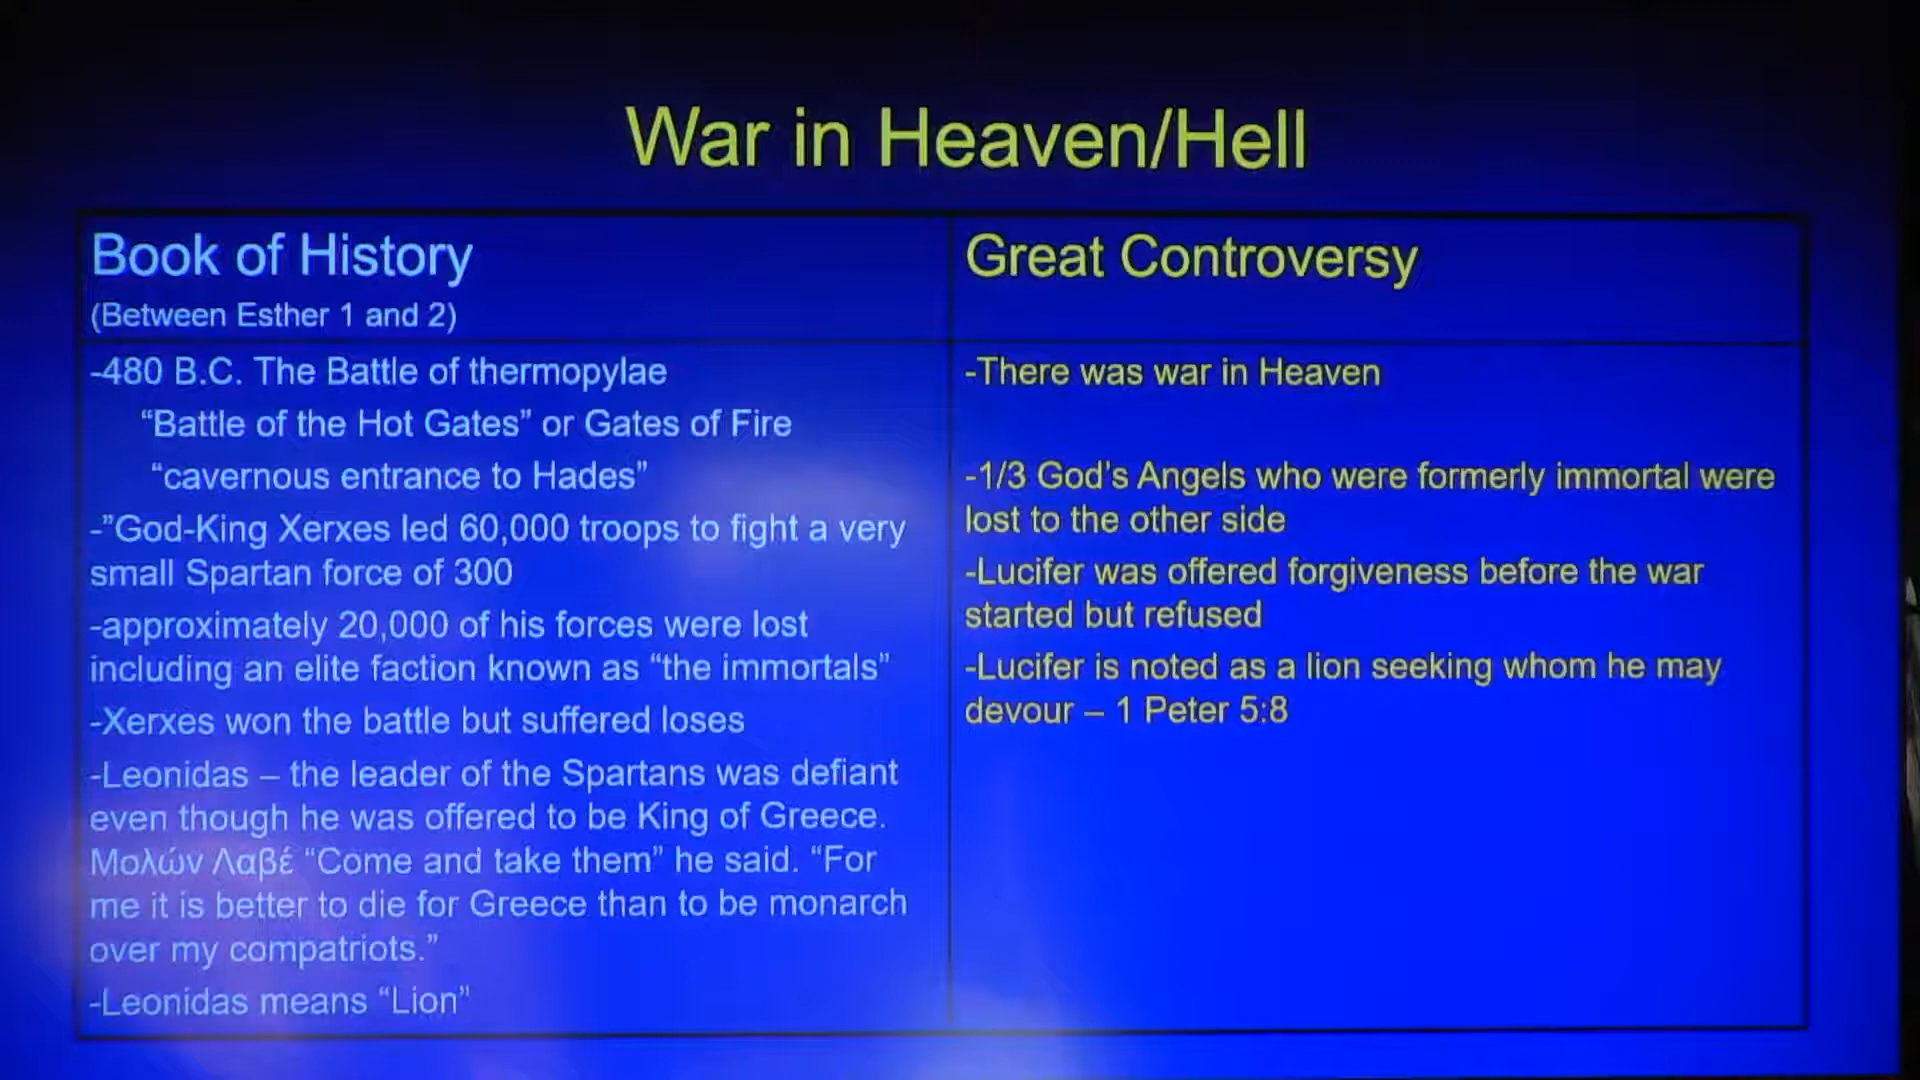 War in Heaven/Hell
Book of History
(Between Esther 1 and 2)
-480 B.C. The Battle of thermopylae
“Battle of the Hot Gates” or Gates of Fire
“cavernous entrance to Hades”
-”God-King Xerxes led 60,000 troops to fight a very
small Spartan force of 300
-approximately 20,000 of his forces were lost
including an elite faction known as “the immortals”
-Xerxes won the battle but suffered loses
-Leonidas – the leader of the Spartans was defiant
even though he was offered to be King of Greece.
Μολών Λαβέ “Come and take them” he said. “For
me it is better to die for Greece than to be monarch
over my compatriots.”
-Leonidas means “Lion”
Great Controversy
-There was war in Heaven
-1/3 God’s Angels who were formerly immortal were
lost to the other side
-Lucifer was offered forgiveness before the war
started but refused
-Lucifer is noted as a lion seeking whom he may
devour – 1 Peter 5:8